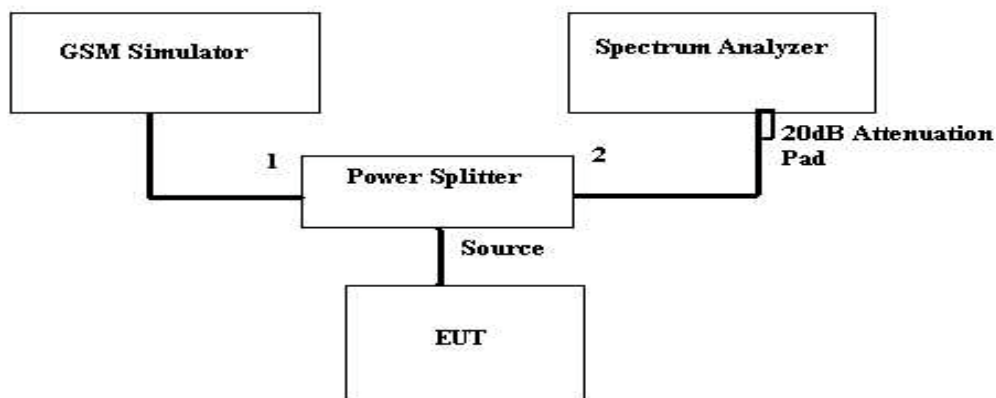 GSM Simulator
Spectrum Analyzer
20dB Attenuation
Pad
1
2
Power Splitter
Source
EUT